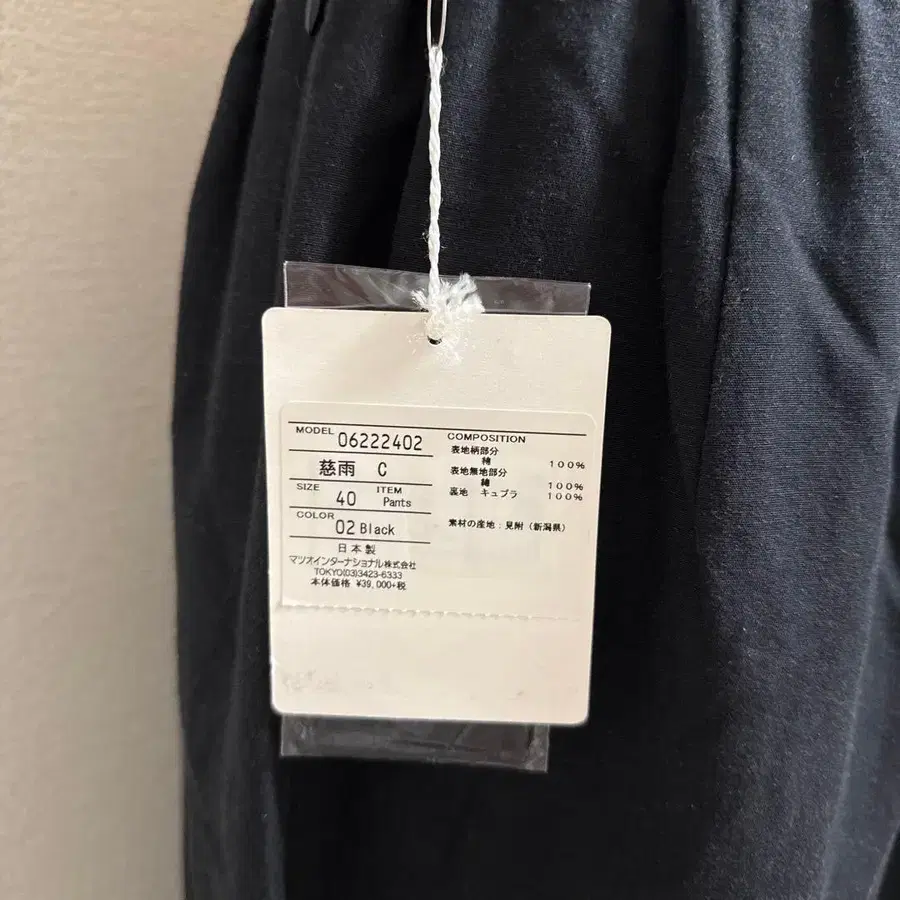 MODEL 06222402
慈雨 C
SIZE 40 ITEM Pants
COLOR 02 Black
日本製
マツオインターナショナル株式会社
TOKYO(03)3423-6333
本体価格 ¥39,000+税
COMPOSITION
表地柄部分
綿 100%
表地無地部分
綿 100%
裏地 キュプラ 100%
素材の産地:見附(新潟県)